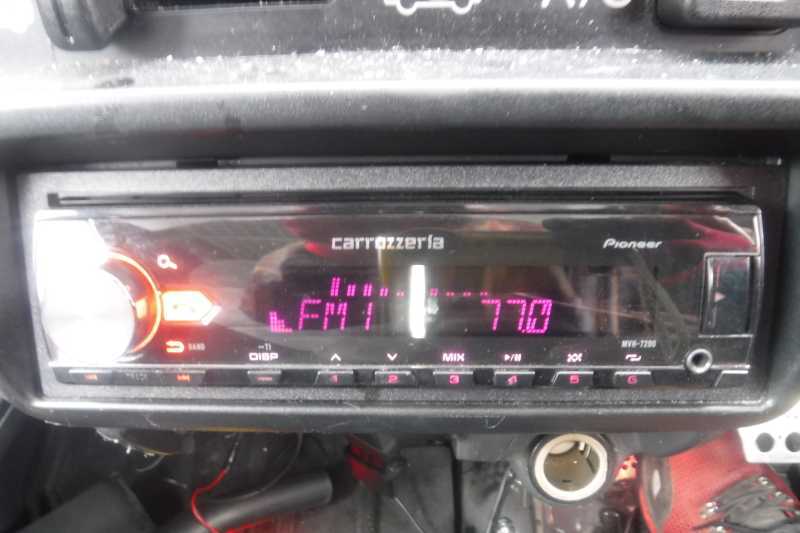 A/C
carrozzeria Pioneer
FM1 77.0
MVH-7200
BAND
DISP MIX
1 2 3 4 5 6